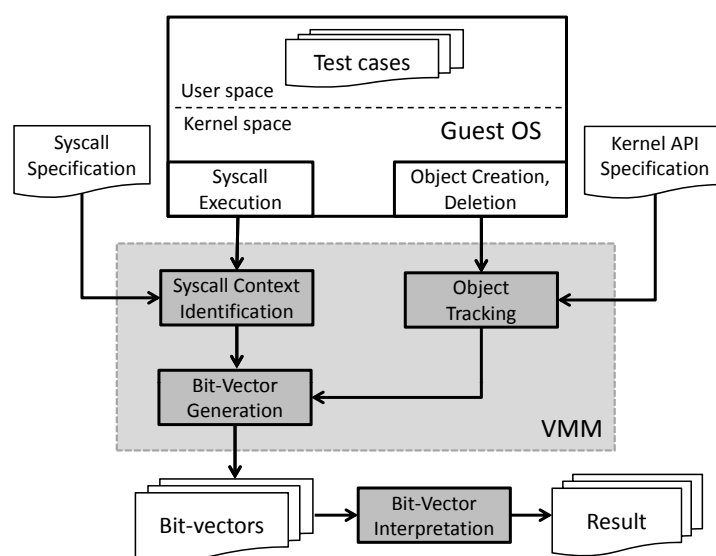 Test cases
User space
Kernel space
Guest OS
Syscall
Specification
Kernel API
Specification
Syscall
Execution
Object Creation,
Deletion
Syscall Context
Identification
Object
Tracking
Bit-Vector
Generation
VMM
Bit-vectors
Bit-Vector
Interpretation
Result